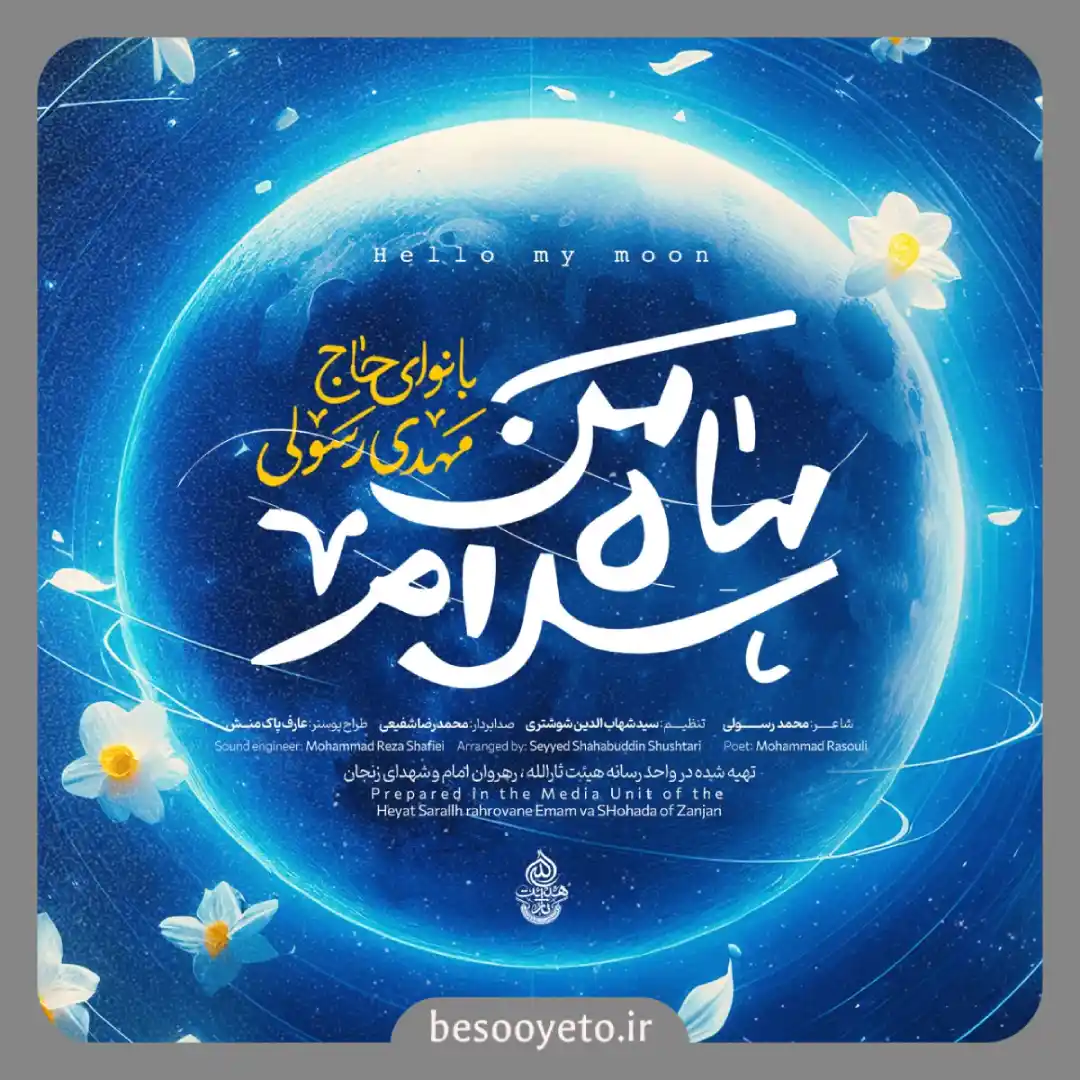 Hello my moon
ماه من
سلام
با نوای حاج
مهدی رسولی
شاعر: محمد رسولی تنظیم: سیدشهاب الدین شوشتری صدابردار: محمدرضا شفیعی طراح پوستر: عارف پاک منش
Sound engineer: Mohammad Reza Shafiei Arranged by: Seyyed Shahabuddin Shushtari Poet: Mohammad Rasouli
تهیه شده در واحد رسانه هیئت ثارالله ، رهروان امام و شهدای زنجان
Prepared in the Media Unit of the
Heyat Sarallh.rahrovane Emam va SHohada of Zanjan
besooyeto.ir